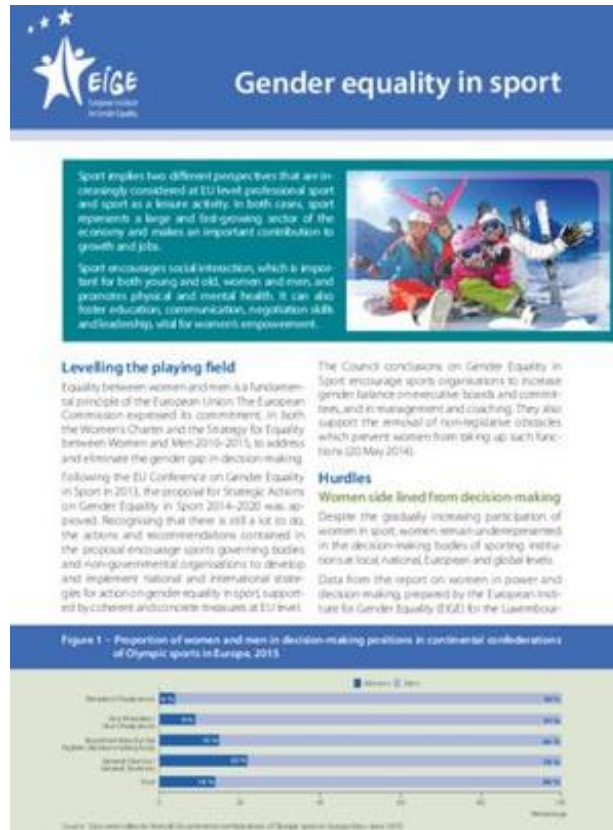 EIGE
European Institute
for Gender Equality
Gender equality in sport
Sport implies two different perspectives that are in-
creasingly considered at EU level: professional sport
and sport as a leisure activity. In both cases, sport
represents a large and fast-growing sector of the
economy and makes an important contribution to
growth and jobs.
Sport encourages social interaction, which is impor-
tant for both young and old, women and men, and
promotes physical and mental health. It can also
foster education, communication, negotiation skills
and leadership, vital for women's empowerment.
Levelling the playing field
Equality between women and men is a fundamen-
tal principle of the European Union. The European
Commission expressed its commitment, in both
the Women's Charter and the Strategy for Equality
between Women and Men 2010–2015, to address
and eliminate the gender gap in decision-making.
Following the EU Conference on Gender Equality
in Sport in 2013, the proposal for Strategic Actions
on Gender Equality in Sport 2014–2020 was ap-
proved. Recognising that there is still a lot to do,
the actions and recommendations contained in
the proposal encourage sports governing bodies
and non-governmental organisations to develop
and implement national and international strate-
gies for action on gender equality in sport, support-
ed by coherent and concrete measures at EU level.
The Council conclusions on Gender Equality in
Sport encourage sports organisations to increase
gender balance on executive boards and commit-
tees, and in management and coaching. They also
support the removal of non-legislative obstacles
which prevent women from taking up such func-
tions (20 May 2014).
Hurdles
Women side lined from decision-making
Despite the gradually increasing participation of
women in sport, women remain underrepresented
in the decision-making bodies of sporting institu-
tions at local, national, European and global levels.
Data from the report on women in power and
decision-making, prepared by the European Insti-
tute for Gender Equality (EIGE) for the Luxembour-
Figure 1 – Proportion of women and men in decision-making positions in continental confederations
of Olympic sports in Europe, 2015
Women Men
Total
Percentage